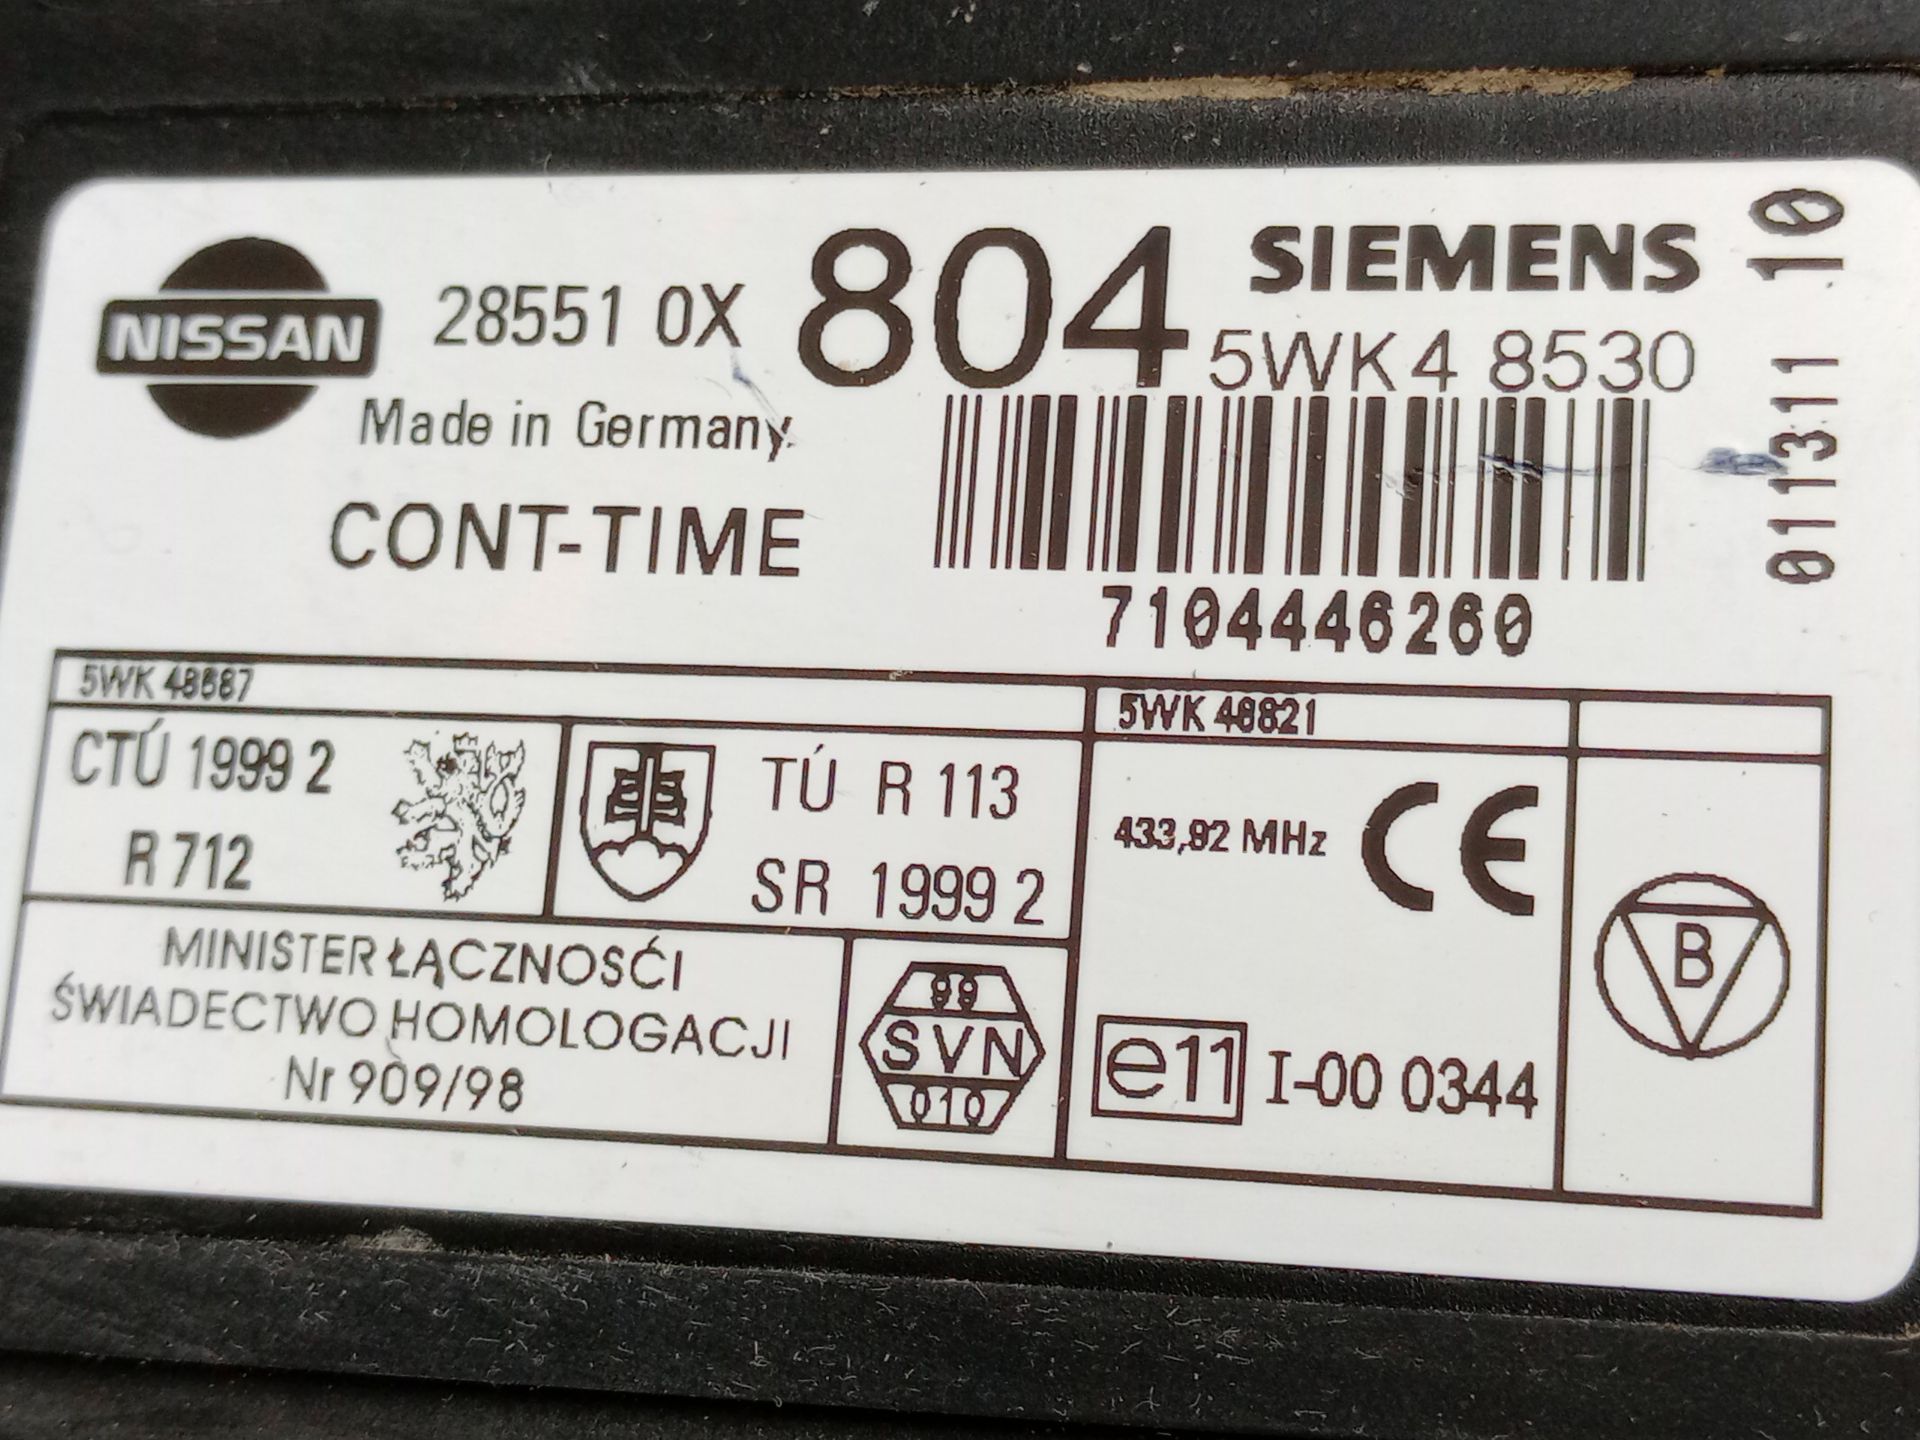 NISSAN
28551 0X 804
SIEMENS
5WK4 8530
Made in Germany
CONT-TIME
7104446260
011311 10
5WK 48687
5WK 48821
CTÚ 1999 2
R 712
TÚ R 113
SR 1999 2
433,92 MHz
CE
B
MINISTER ŁĄCZNOSĆI
ŚWIADECTWO HOMOLOGACJI
Nr 909/98
99
SVN
010
e11 I-00 0344